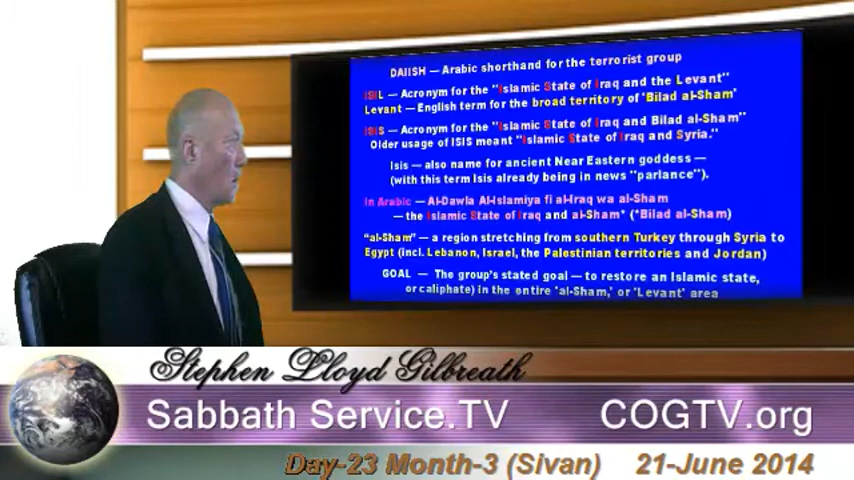 DAIISH — Arabic shorthand for the terrorist group
ISIL — Acronym for the "Islamic State of Iraq and the Levant"
Levant — English term for the broad territory of 'Bilad al-Sham'
ISIS — Acronym for the "Islamic State of Iraq and Bilad al-Sham"
Older usage of ISIS meant "Islamic State of Iraq and Syria."
Isis — also name for ancient Near Eastern goddess —
(with this term Isis already being in news "parlance").
In Arabic — Al-Dawla Al-Islamiya fi al-Iraq wa al-Sham
— the Islamic State of Iraq and al-Sham* (*Bilad al-Sham)
"al-Sham" — a region stretching from southern Turkey through Syria to
Egypt (incl. Lebanon, Israel, the Palestinian territories and Jordan)
GOAL — The group's stated goal — to restore an Islamic state,
or caliphate) in the entire 'al-Sham,' or 'Levant' area
Stephen Lloyd Gilbreath
Sabbath Service.TV COGTV.org
Day-23 Month-3 (Sivan) 21-June 2014